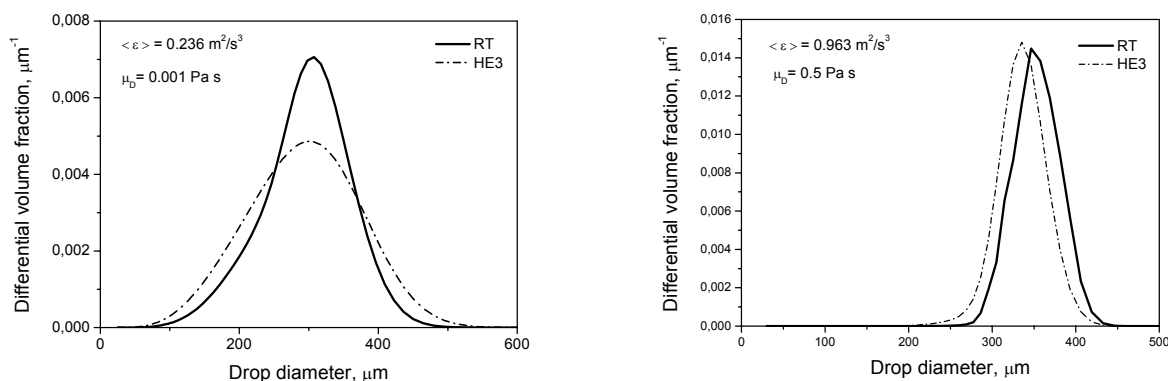 0,008
0,006
0,004
0,002
0,000
0
200
400
600
Differential volume fraction, μm⁻¹
Drop diameter, μm
< ε > = 0.236 m²/s³
μ_D = 0.001 Pa s
RT
HE3
0,016
0,014
0,012
0,010
0,008
0,006
0,004
0,002
0,000
0
100
200
300
400
500
Differential volume fraction, μm⁻¹
Drop diameter, μm
< ε > = 0.963 m²/s³
μ_D = 0.5 Pa s
RT
HE3